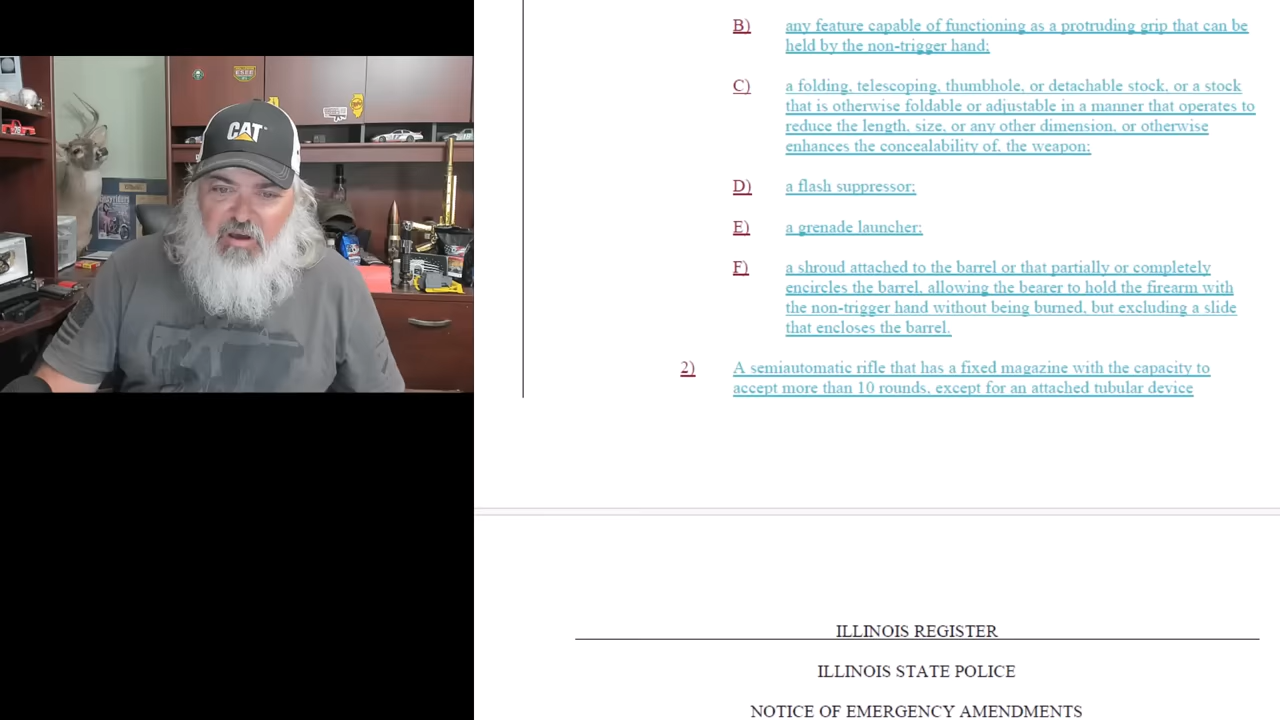 CAT
B) any feature capable of functioning as a protruding grip that can be
held by the non-trigger hand;
C) a folding, telescoping, thumbhole, or detachable stock, or a stock
that is otherwise foldable or adjustable in a manner that operates to
reduce the length, size, or any other dimension, or otherwise
enhances the concealability of, the weapon;
D) a flash suppressor;
E) a grenade launcher;
F) a shroud attached to the barrel or that partially or completely
encircles the barrel, allowing the bearer to hold the firearm with
the non-trigger hand without being burned, but excluding a slide
that encloses the barrel.
2) A semiautomatic rifle that has a fixed magazine with the capacity to
accept more than 10 rounds, except for an attached tubular device
ILLINOIS REGISTER
ILLINOIS STATE POLICE
NOTICE OF EMERGENCY AMENDMENTS